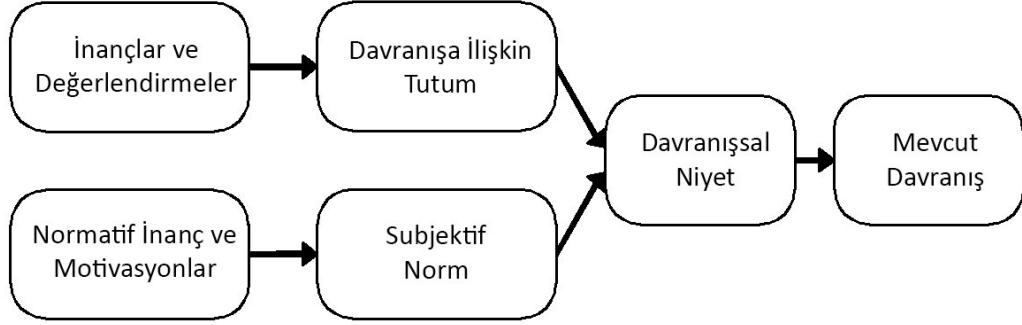 İnançlar ve
Değerlendirmeler
Davranışa İlişkin
Tutum
Normatif İnanç ve
Motivasyonlar
Subjektif
Norm
Davranışsal
Niyet
Mevcut
Davranış